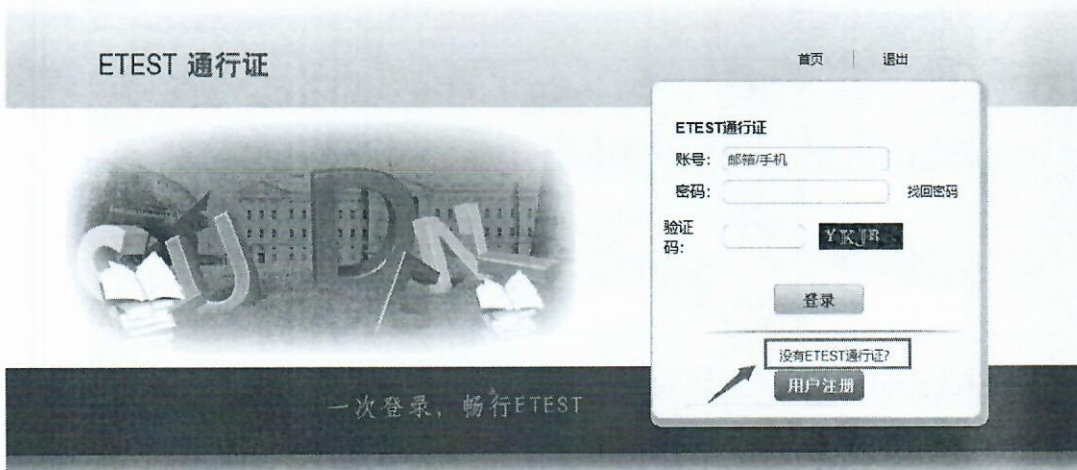 ETEST 通行证
首页 | 退出
ETEST通行证
账号: 邮箱/手机
密码: 找回密码
验证码: YKJR
登录
没有ETEST通行证?
用户注册
CUDN
一次登录，畅行ETEST